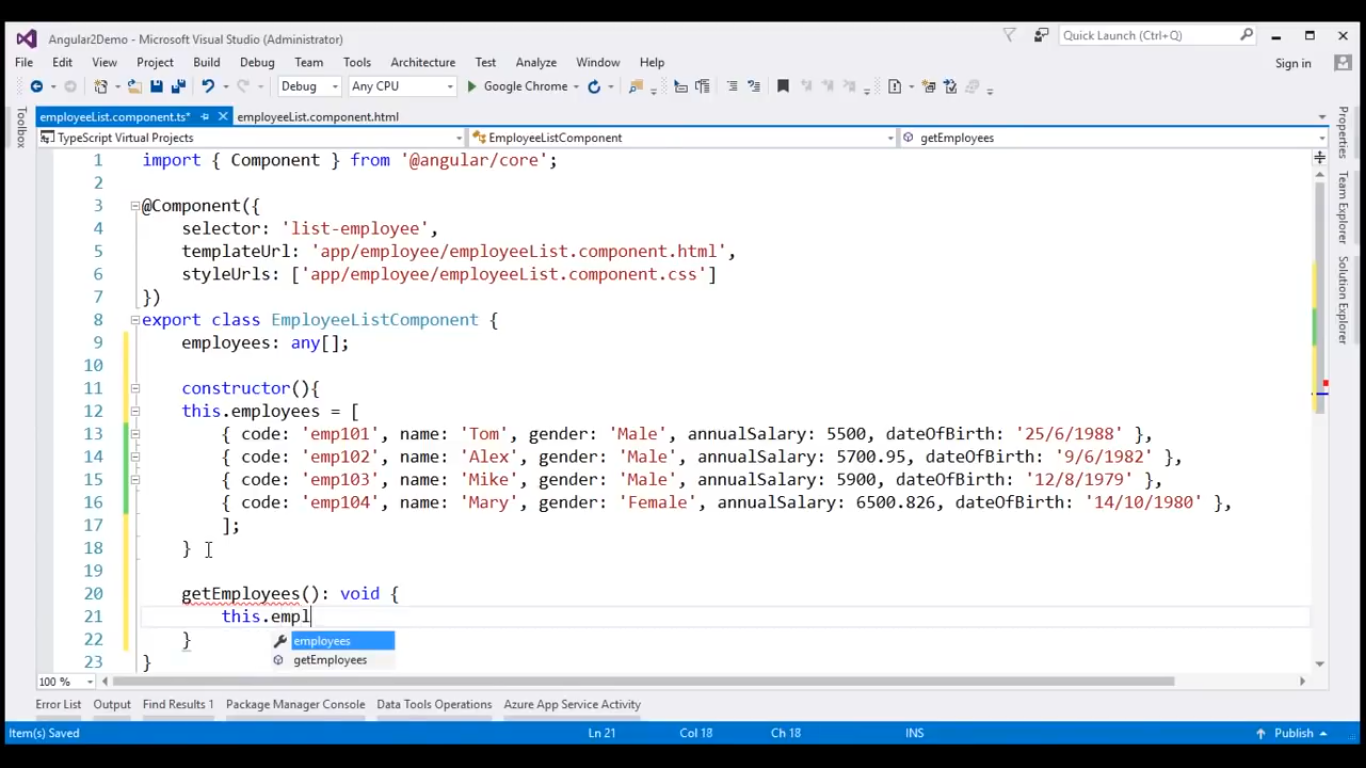 Angular2Demo - Microsoft Visual Studio (Administrator)
Quick Launch (Ctrl+Q)
File Edit View Project Build Debug Team Tools Architecture Test Analyze Window Help
Sign in
Debug Any CPU Google Chrome
employeeList.component.ts* employeeList.component.html
TypeScript Virtual Projects EmployeeListComponent getEmployees
Toolbox
Properties
Team Explorer
Solution Explorer
1 import { Component } from '@angular/core';
2
3 @Component({
4 selector: 'list-employee',
5 templateUrl: 'app/employee/employeeList.component.html',
6 styleUrls: ['app/employee/employeeList.component.css']
7 })
8 export class EmployeeListComponent {
9 employees: any[];
10
11 constructor(){
12 this.employees = [
13 { code: 'emp101', name: 'Tom', gender: 'Male', annualSalary: 5500, dateOfBirth: '25/6/1988' },
14 { code: 'emp102', name: 'Alex', gender: 'Male', annualSalary: 5700.95, dateOfBirth: '9/6/1982' },
15 { code: 'emp103', name: 'Mike', gender: 'Male', annualSalary: 5900, dateOfBirth: '12/8/1979' },
16 { code: 'emp104', name: 'Mary', gender: 'Female', annualSalary: 6500.826, dateOfBirth: '14/10/1980' },
17 ];
18 }
19
20 getEmployees(): void {
21 this.empl
22 }
employees
getEmployees
23 }
100 %
Error List Output Find Results 1 Package Manager Console Data Tools Operations Azure App Service Activity
Item(s) Saved Ln 21 Col 18 Ch 18 INS Publish